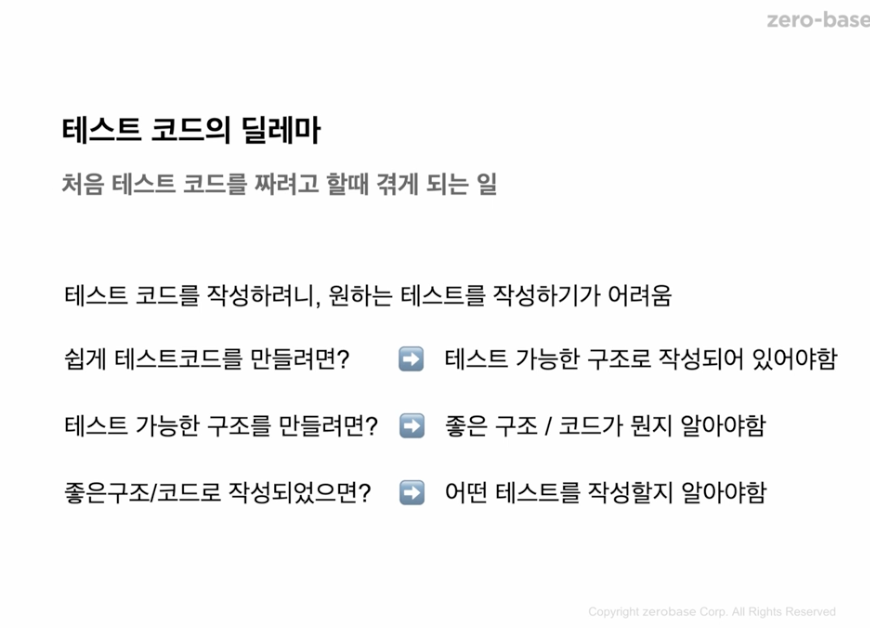 zero-base
테스트 코드의 딜레마
처음 테스트 코드를 짜려고 할때 겪게 되는 일
테스트 코드를 작성하려니, 원하는 테스트를 작성하기가 어려움
쉽게 테스트코드를 만들려면? ➡️ 테스트 가능한 구조로 작성되어 있어야함
테스트 가능한 구조를 만들려면? ➡️ 좋은 구조 / 코드가 뭔지 알아야함
좋은구조/코드로 작성되었으면? ➡️ 어떤 테스트를 작성할지 알아야함
Copyright zerobase Corp. All Rights Reserved